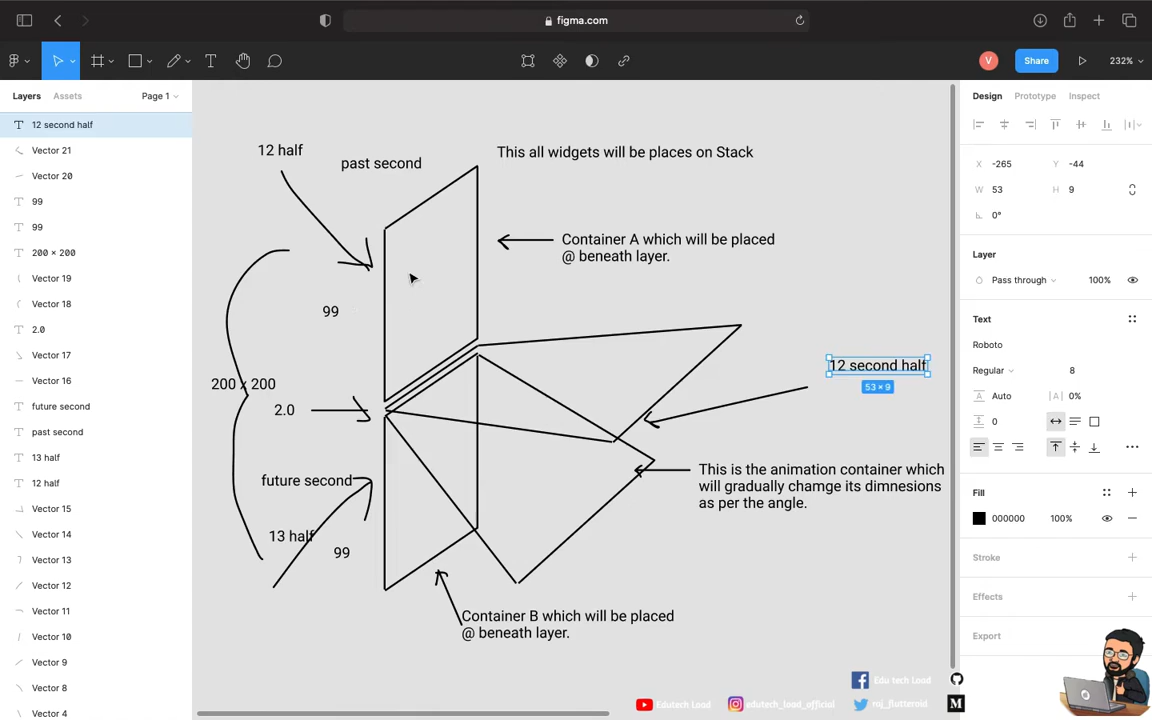 figma.com
V
Share
232%
Layers
Assets
Page 1
12 second half
Vector 21
Vector 20
99
99
200 × 200
Vector 19
Vector 18
2.0
Vector 17
Vector 16
future second
past second
13 half
12 half
Vector 15
Vector 14
Vector 13
Vector 12
Vector 11
Vector 10
Vector 9
Vector 8
Vector 4
12 half
past second
This all widgets will be places on Stack
Container A which will be placed
@ beneath layer.
99
12 second half
53 × 9
200 × 200
2.0
future second
This is the animation container which
will gradually chamge its dimnesions
as per the angle.
13 half
99
Container B which will be placed
@ beneath layer.
Design
Prototype
Inspect
X -265
Y -44
W 53
H 9
0°
Layer
Pass through
100%
Text
Roboto
Regular
8
Auto
0%
0
Fill
000000
100%
Stroke
Effects
Export
Edu tech Load
Edutech Load
edutech_load_official
raj_flutteroid